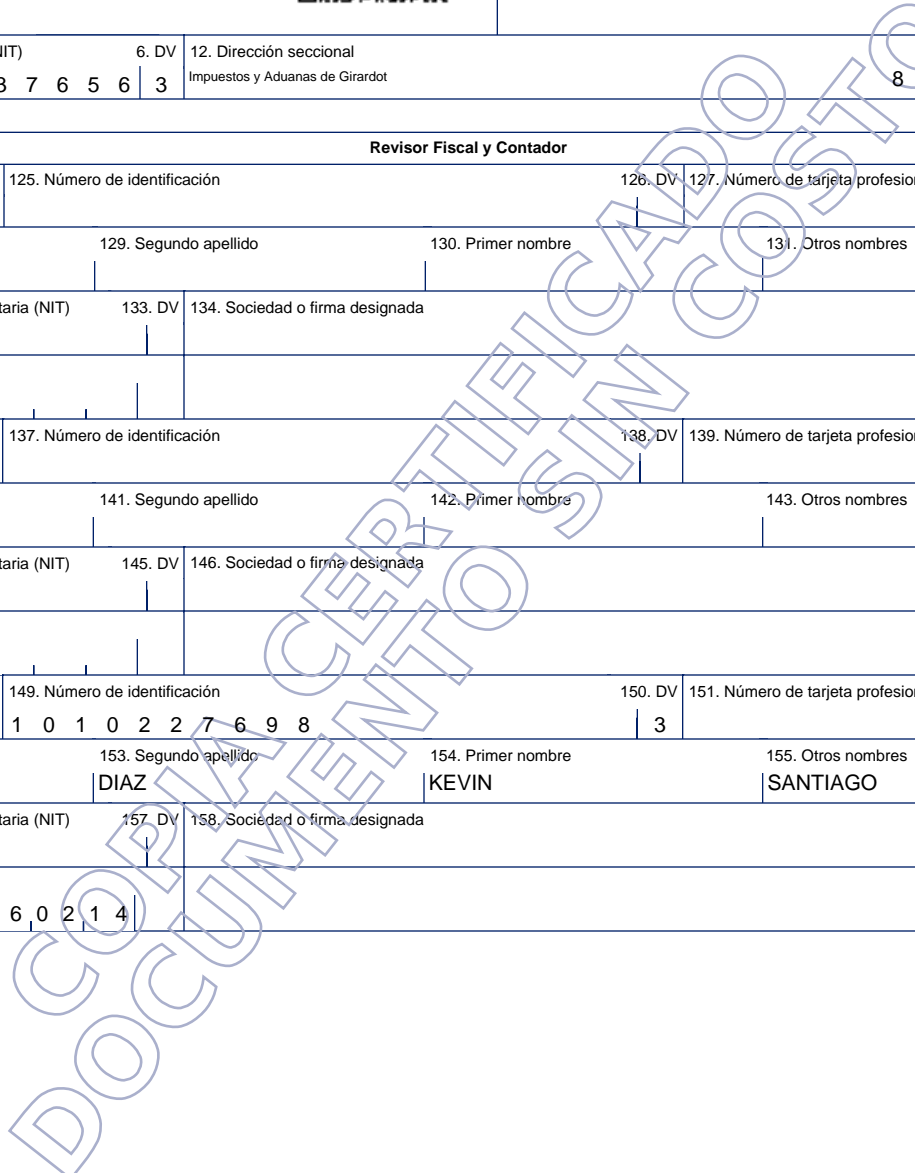 NIT) 6. DV 12. Dirección seccional
3 7 6 5 6 3 Impuestos y Aduanas de Girardot 8
Revisor Fiscal y Contador
125. Número de identificación 126. DV 127. Número de tarjeta profesion
129. Segundo apellido 130. Primer nombre 131. Otros nombres
taria (NIT) 133. DV 134. Sociedad o firma designada
137. Número de identificación 138. DV 139. Número de tarjeta profesion
141. Segundo apellido 142. Primer nombre 143. Otros nombres
taria (NIT) 145. DV 146. Sociedad o firma designada
149. Número de identificación 150. DV 151. Número de tarjeta profesion
1 0 1 0 2 2 7 6 9 8 3
153. Segundo apellido 154. Primer nombre 155. Otros nombres
DIAZ KEVIN SANTIAGO
taria (NIT) 157. DV 158. Sociedad o firma designada
6 0 2 1 4
COPIA CERTIFICADO
DOCUMENTO SIN COSTO